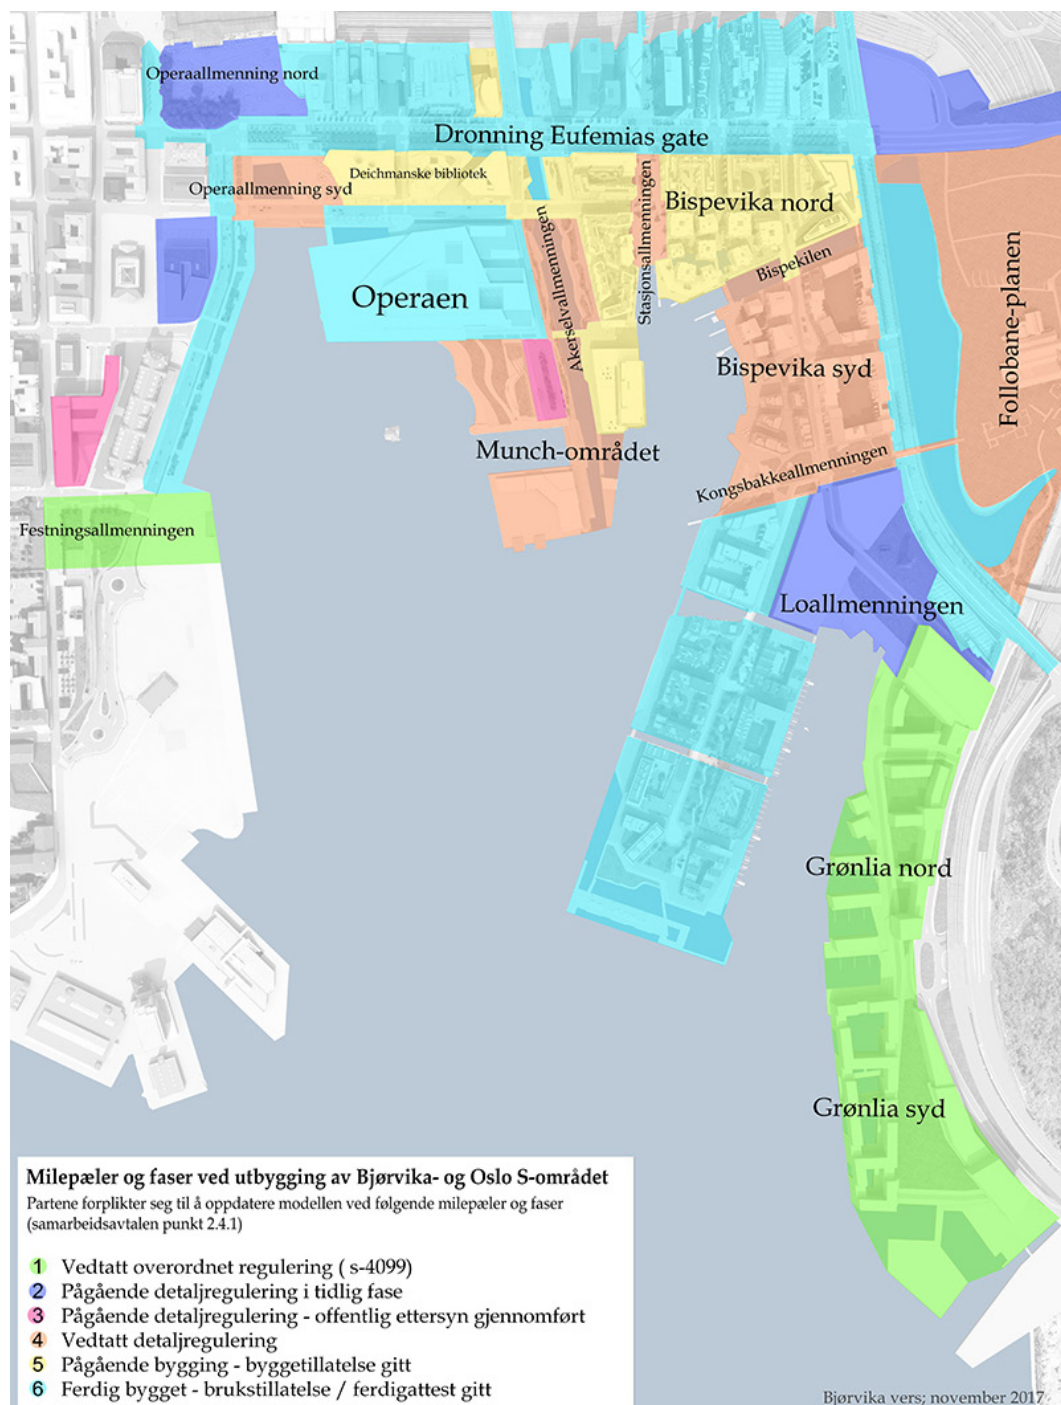 Operaallmenning nord
Dronning Eufemias gate
Deichmanske bibliotek
Operaallmenning syd
Bispevika nord
Stasjonsallmenningen
Akerselvallmenningen
Bispekilen
Follobane-planen
Operaen
Bispevika syd
Munch-området
Kongsbakkeallmenningen
Festningsallmenningen
Loallmenningen
Grønlia nord
Grønlia syd
Milepæler og faser ved utbygging av Bjørvika- og Oslo S-området
Partene forplikter seg til å oppdatere modellen ved følgende milepæler og faser
(samarbeidsavtalen punkt 2.4.1)
1 Vedtatt overordnet regulering ( s-4099)
2 Pågående detaljregulering i tidlig fase
3 Pågående detaljregulering - offentlig ettersyn gjennomført
4 Vedtatt detaljregulering
5 Pågående bygging - byggetillatelse gitt
6 Ferdig bygget - brukstillatelse / ferdigattest gitt
Bjørvika vers; november 2017